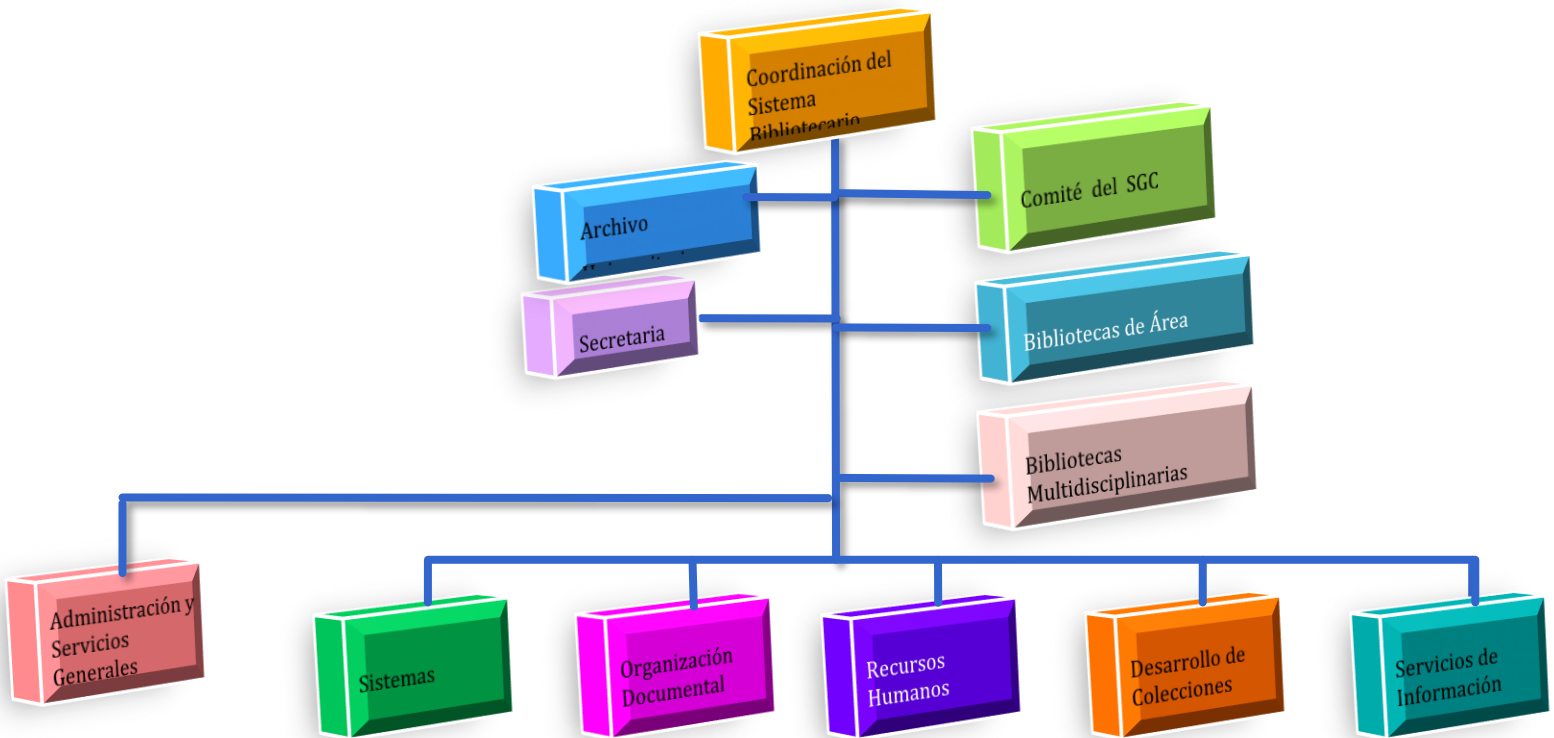 Coordinación del
Sistema
Bibliotecario
Archivo
Comité del SGC
Secretaria
Bibliotecas de Área
Bibliotecas
Multidisciplinarias
Administración y
Servicios
Generales
Sistemas
Organización
Documental
Recursos
Humanos
Desarrollo de
Colecciones
Servicios de
Información